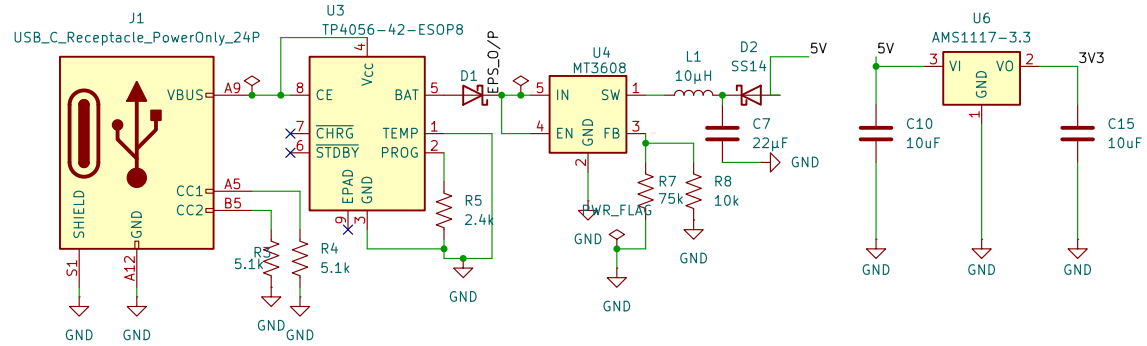 J1
USB_C_Receptacle_PowerOnly_24P
VBUS
A9
CC1
A5
CC2
B5
SHIELD
GND
S1
A12
GND
GND
R3
5.1k
GND
R4
5.1k
GND
U3
TP4056-42-ESOP8
4
VCC
8
CE
BAT
5
7
CHRG
TEMP
1
6
STDBY
PROG
2
EPAD
GND
9
3
R5
2.4k
GND
D1
EPS_O/P
U4
MT3608
5
IN
SW
1
4
EN
FB
3
GND
2
GND
L1
10µH
D2
SS14
5V
C7
22µF
GND
R7
75k
R8
10k
GND
PWR_FLAG
GND
5V
C10
10uF
GND
U6
AMS1117-3.3
3
VI
VO
2
GND
1
GND
3V3
C15
10uF
GND